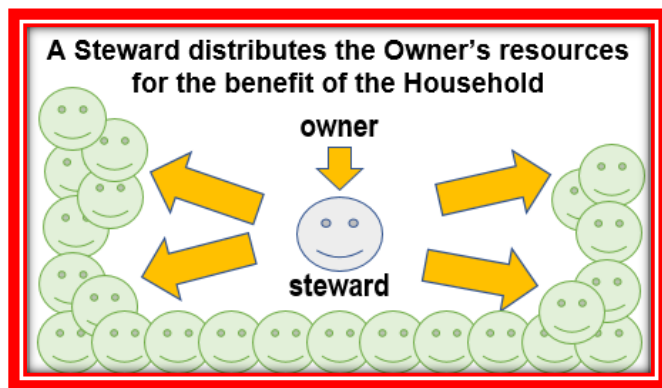 A Steward distributes the Owner's resources
for the benefit of the Household
owner
steward